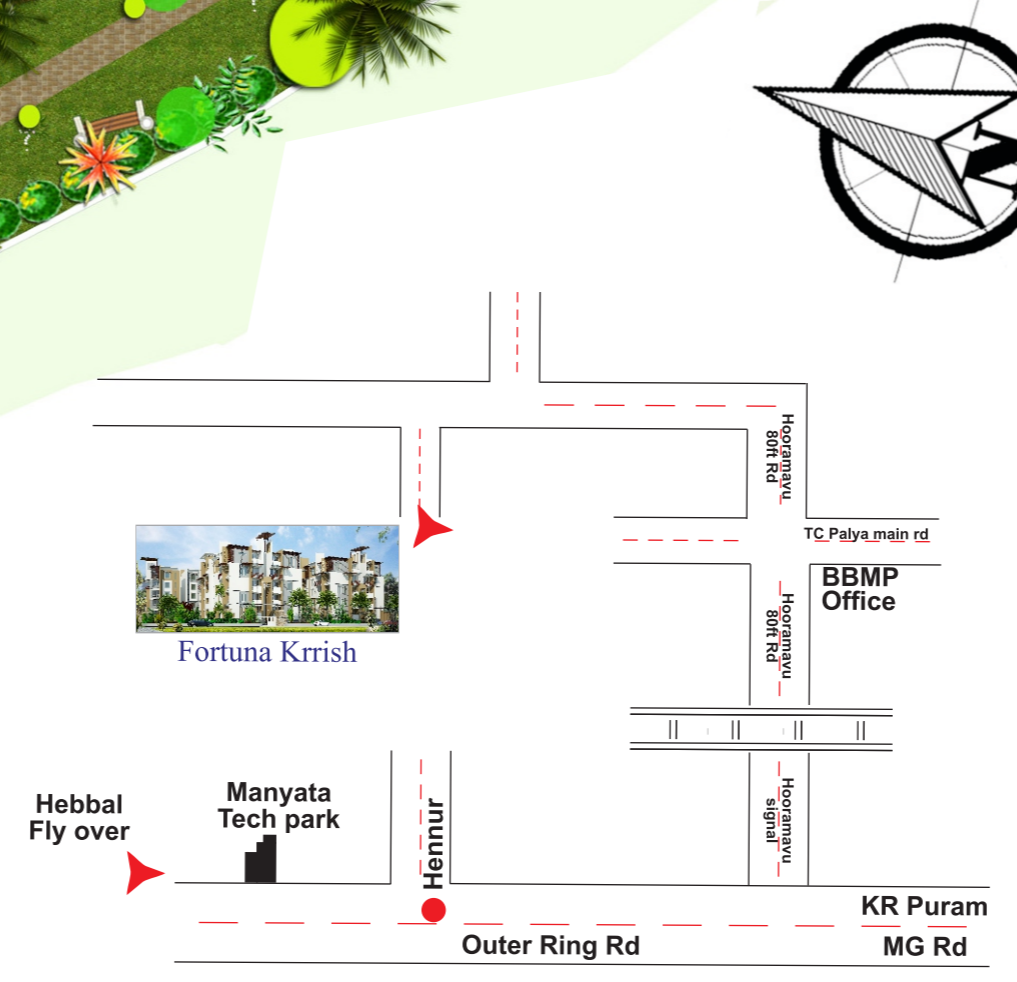 N
Hooramavu
80ft Rd
TC Palya main rd
BBMP
Office
Fortuna Krrish
Hooramavu
80ft Rd
Hebbal
Fly over
Manyata
Tech park
Hennur
Hooramavu
signal
KR Puram
Outer Ring Rd
MG Rd